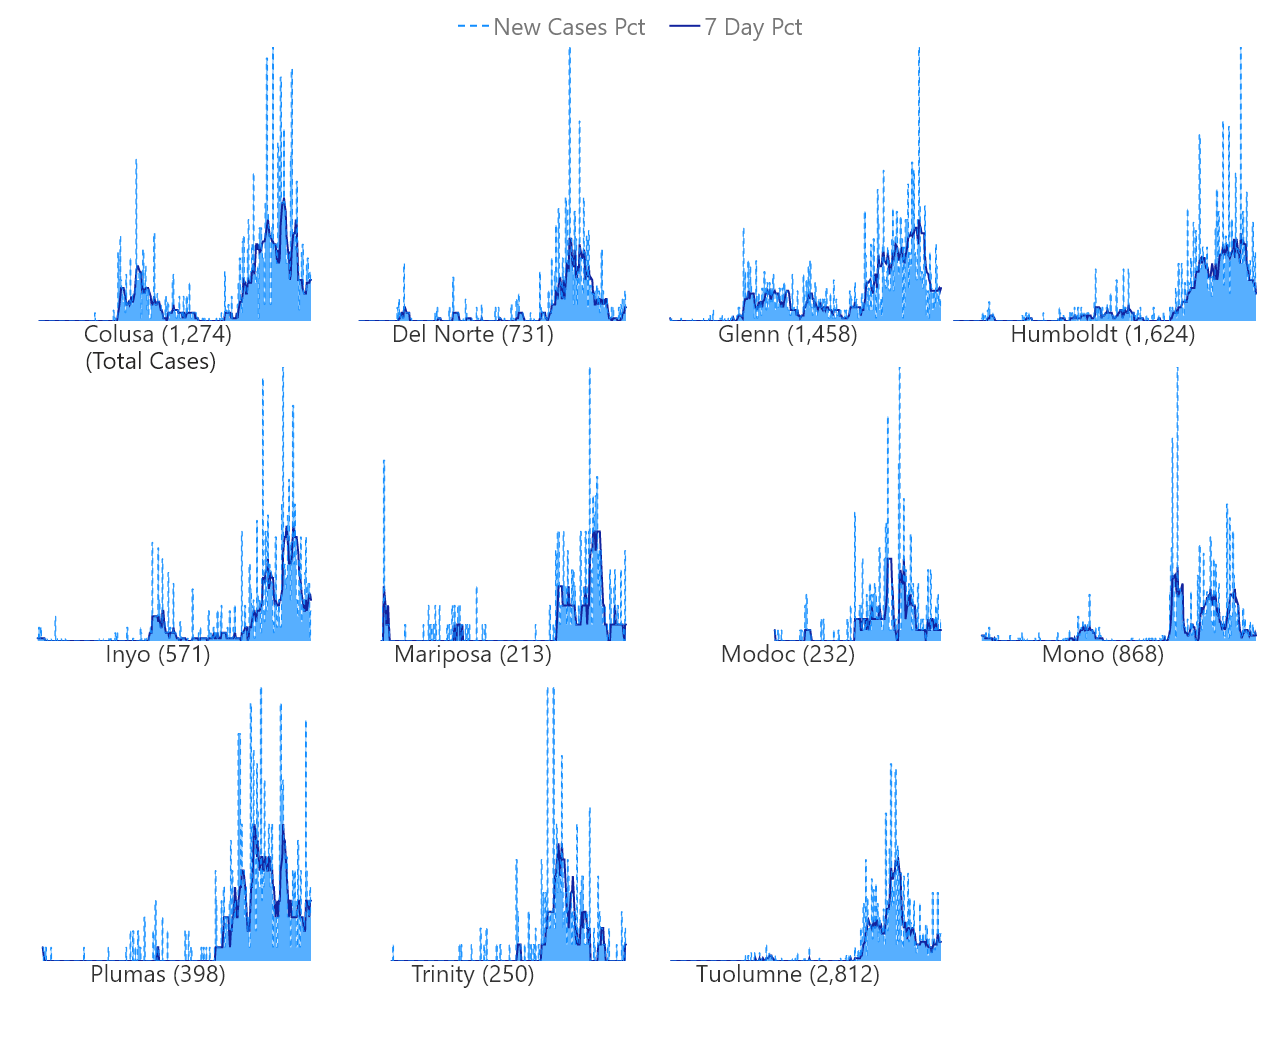 New Cases Pct 7 Day Pct
Colusa (1,274) Del Norte (731) Glenn (1,458) Humboldt (1,624)
(Total Cases)
Inyo (571) Mariposa (213) Modoc (232) Mono (868)
Plumas (398) Trinity (250) Tuolumne (2,812)